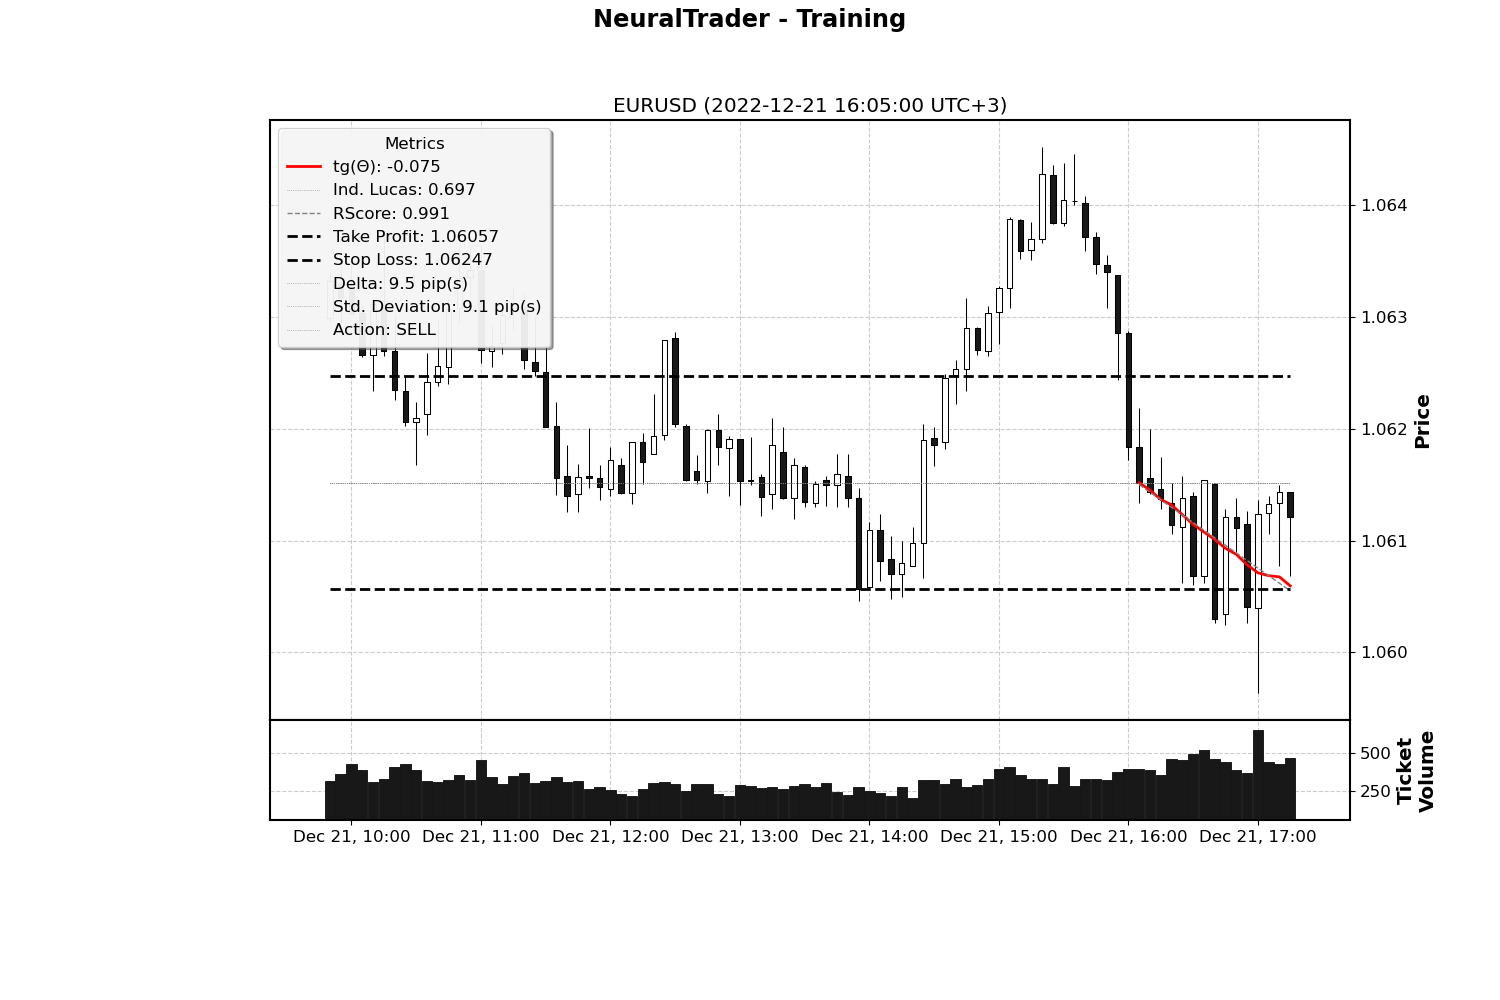 NeuralTrader - Training
EURUSD (2022-12-21 16:05:00 UTC+3)
Metrics
tg(Θ): -0.075
Ind. Lucas: 0.697
RScore: 0.991
Take Profit: 1.06057
Stop Loss: 1.06247
Delta: 9.5 pip(s)
Std. Deviation: 9.1 pip(s)
Action: SELL
1.064
1.063
1.062
1.061
1.060
Price
500
250
Ticket
Volume
Dec 21, 10:00
Dec 21, 11:00
Dec 21, 12:00
Dec 21, 13:00
Dec 21, 14:00
Dec 21, 15:00
Dec 21, 16:00
Dec 21, 17:00